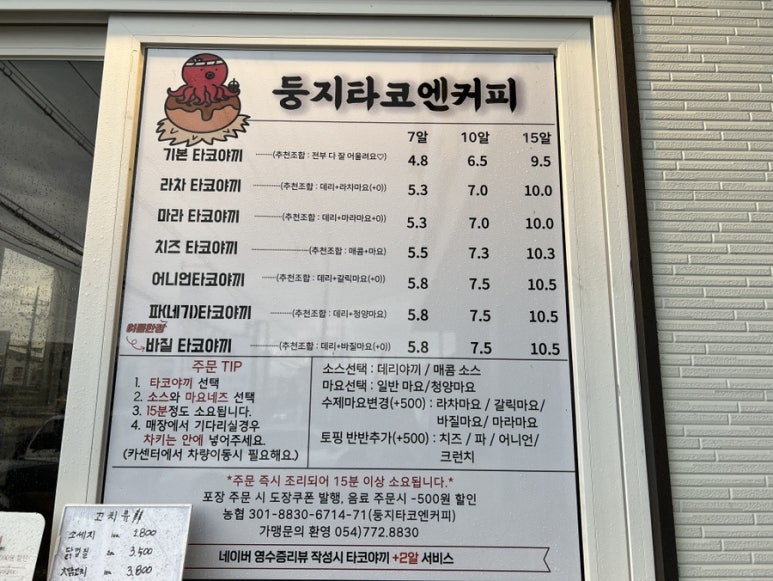 둥지타코엔커피
7알 10알 15알
기본 타코야끼 --------(추천조합 : 전부 다 잘 어울려요♡) 4.8 6.5 9.5
라차 타코야끼 ------------(추천조합 : 데리+라차마요(+0)) 5.3 7.0 10.0
마라 타코야끼 ------------(추천조합 : 데리+마라마요+0)) 5.3 7.0 10.0
치즈 타코야끼 --------------------(추천조합 : 매콤+마요) 5.5 7.3 10.3
어니언타코야끼 ------------(추천조합 : 데리+갈릭마요(+0)) 5.8 7.5 10.5
파(네기)타코야끼 ----------(추천조합 : 데리+청양마요) 5.8 7.5 10.5
여름한정
바질 타코야끼 ------------(추천조합 : 데리+바질마요(+0)) 5.8 7.5 10.5
주문 TIP
1. 타코야끼 선택
2. 소스와 마요네즈 선택
3. 15분정도 소요됩니다.
4. 매장에서 기다리실경우
차키는 안에 넣어주세요.
(카센터에서 차량이동시 필요해요.)
소스선택 : 데리야끼 / 매콤 소스
마요선택 : 일반 마요/청양마요
수제마요변경(+500) : 라차마요 / 갈릭마요/
바질마요/ 마라마요
토핑 반반추가(+500) : 치즈 / 파 / 어니언/
크런치
*주문 즉시 조리되어 15분 이상 소요됩니다.*
포장 주문 시 도장쿠폰 발행, 음료 주문시 -500원 할인
농협 301-8830-6714-71(둥지타코엔커피)
가맹문의 환영 054)772.8830
네이버 영수증리뷰 작성시 타코야끼 +2알 서비스
꼬치류
소세지 1.800
닭꼬치 3.500
3.800